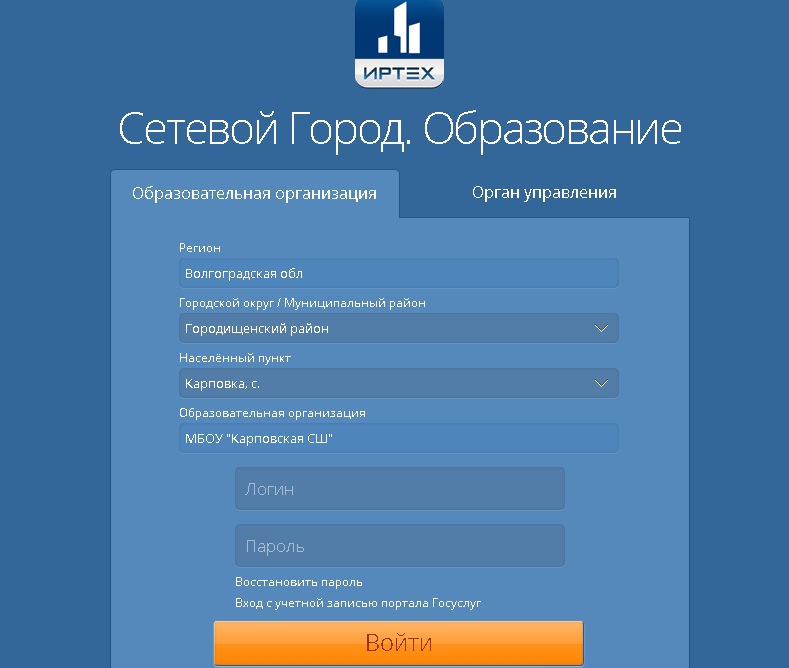 ИРТЕХ
Сетевой Город. Образование
Образовательная организация
Орган управления
Регион
Волгоградская обл
Городской округ / Муниципальный район
Городищенский район
Населённый пункт
Карповка, с.
Образовательная организация
МБОУ "Карповская СШ"
Логин
Пароль
Восстановить пароль
Вход с учетной записью портала Госуслуг
Войти